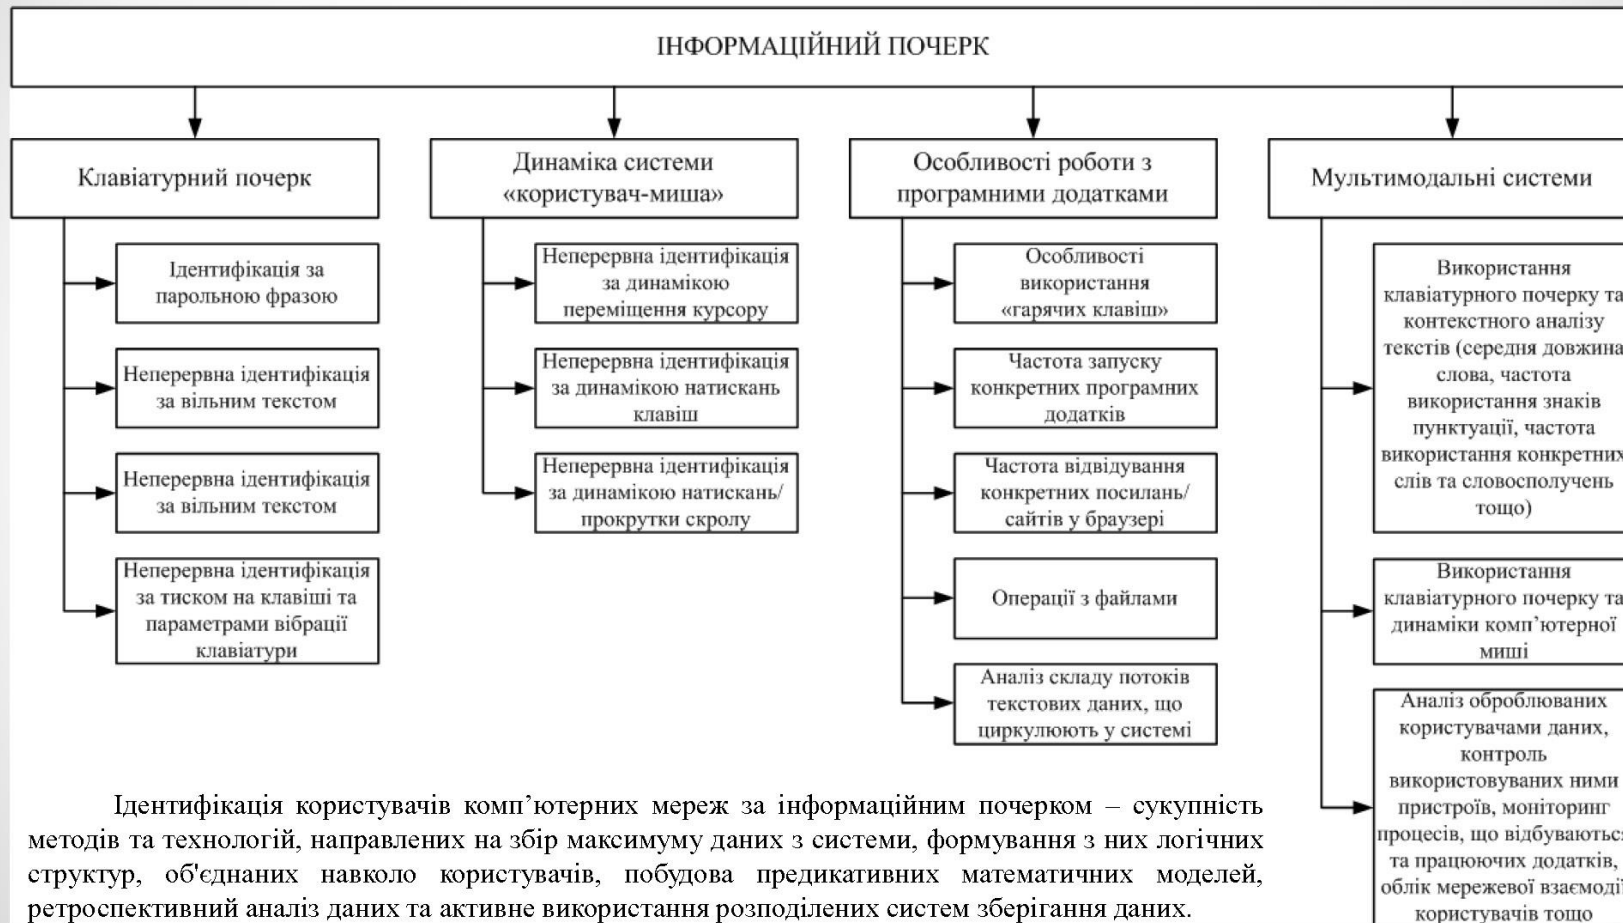 ІНФОРМАЦІЙНИЙ ПОЧЕРК
Клавіатурний почерк
Ідентифікація за
парольною фразою
Неперервна ідентифікація
за вільним текстом
Неперервна ідентифікація
за вільним текстом
Неперервна ідентифікація
за тиском на клавіші та
параметрами вібрації
клавіатури
Динаміка системи
«користувач-миша»
Неперервна ідентифікація
за динамікою
переміщення курсору
Неперервна ідентифікація
за динамікою натискань
клавіш
Неперервна ідентифікація
за динамікою натискань/
прокрутки скролу
Особливості роботи з
програмними додатками
Особливості
використання
«гарячих клавіш»
Частота запуску
конкретних програмних
додатків
Частота відвідування
конкретних посилань/
сайтів у браузері
Операції з файлами
Аналіз складу потоків
текстових даних, що
циркулюють у системі
Мультимодальні системи
Використання
клавіатурного почерку та
контекстного аналізу
текстів (середня довжина
слова, частота
використання знаків
пунктуації, частота
використання конкретних
слів та словосполучень
тощо)
Використання
клавіатурного почерку та
динаміки комп’ютерної
миші
Аналіз оброблюваних
користувачами даних,
контроль
використовуваних ними
пристроїв, моніторинг
процесів, що відбуваються
та працюючих додатків,
облік мережевої взаємодії
користувачів тощо
Ідентифікація користувачів комп’ютерних мереж за інформаційним почерком – сукупність
методів та технологій, направлених на збір максимуму даних з системи, формування з них логічних
структур, об'єднаних навколо користувачів, побудова предикативних математичних моделей,
ретроспективний аналіз даних та активне використання розподілених систем зберігання даних.